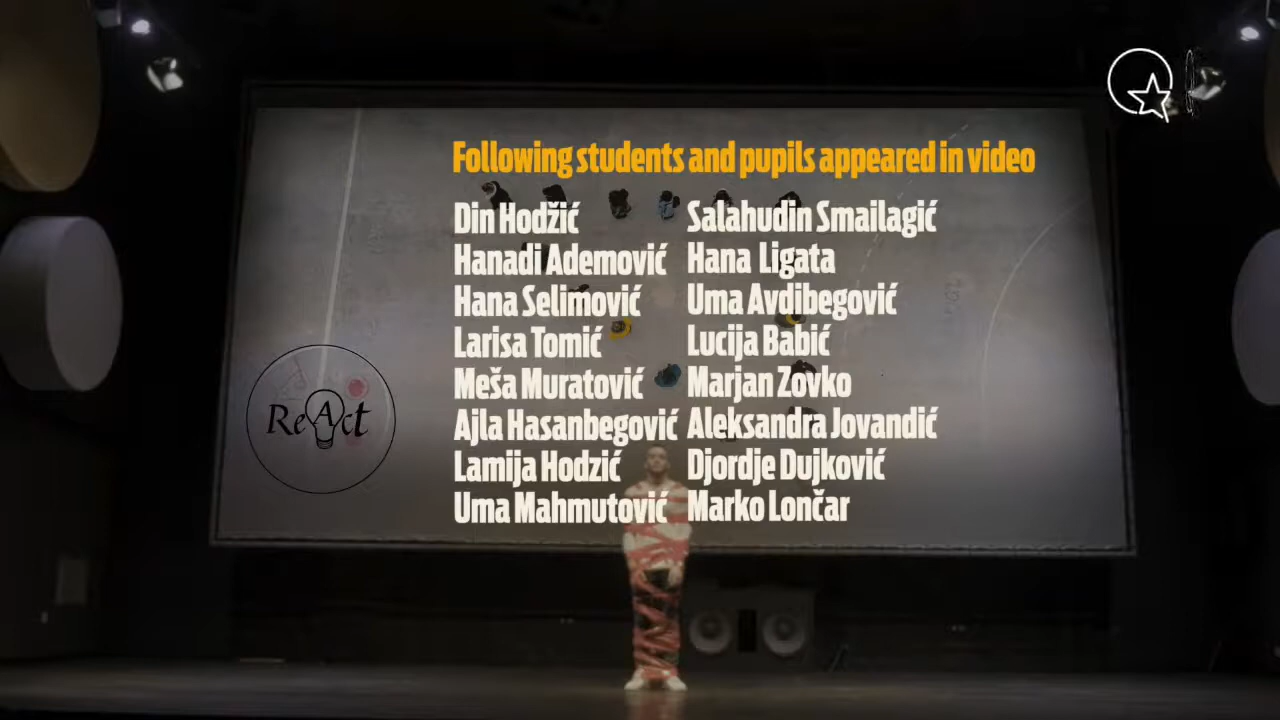 Following students and pupils appeared in video
Din Hodžić
Hanadi Ademović
Hana Selimović
Larisa Tomić
Meša Muratović
Ajla Hasanbegović
Lamija Hodzić
Uma Mahmutović
Salahudin Smailagić
Hana Ligata
Uma Avdibegović
Lucija Babić
Marjan Zovko
Aleksandra Jovandić
Djordje Dujković
Marko Lončar
ReAct